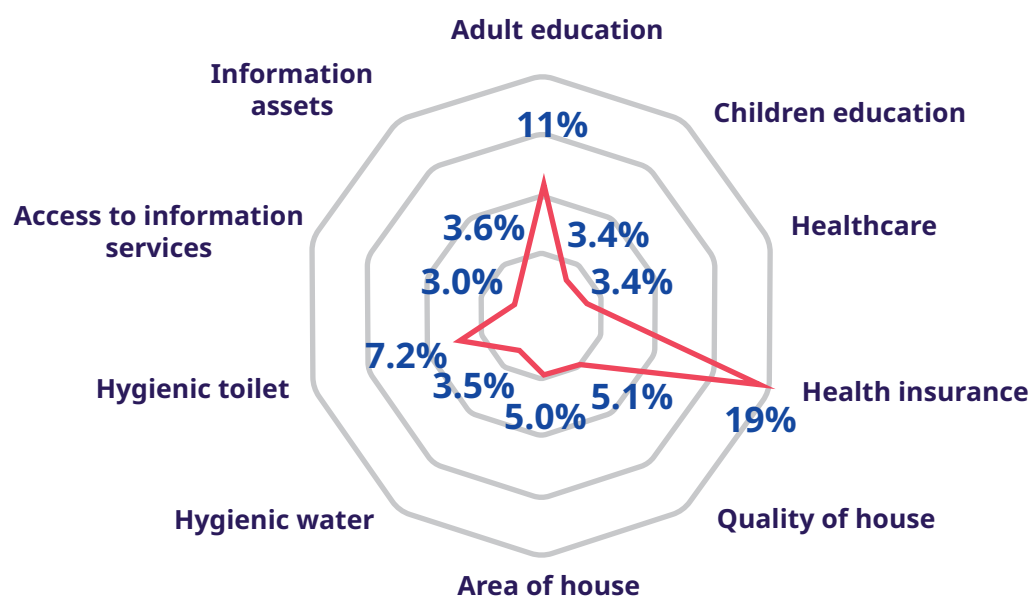 Adult education
Information
assets
Children education
11%
Access to information
services
3.6%
3.4%
Healthcare
3.0%
3.4%
7.2%
Hygienic toilet
3.5%
5.1%
Health insurance
5.0%
19%
Hygienic water
Quality of house
Area of house